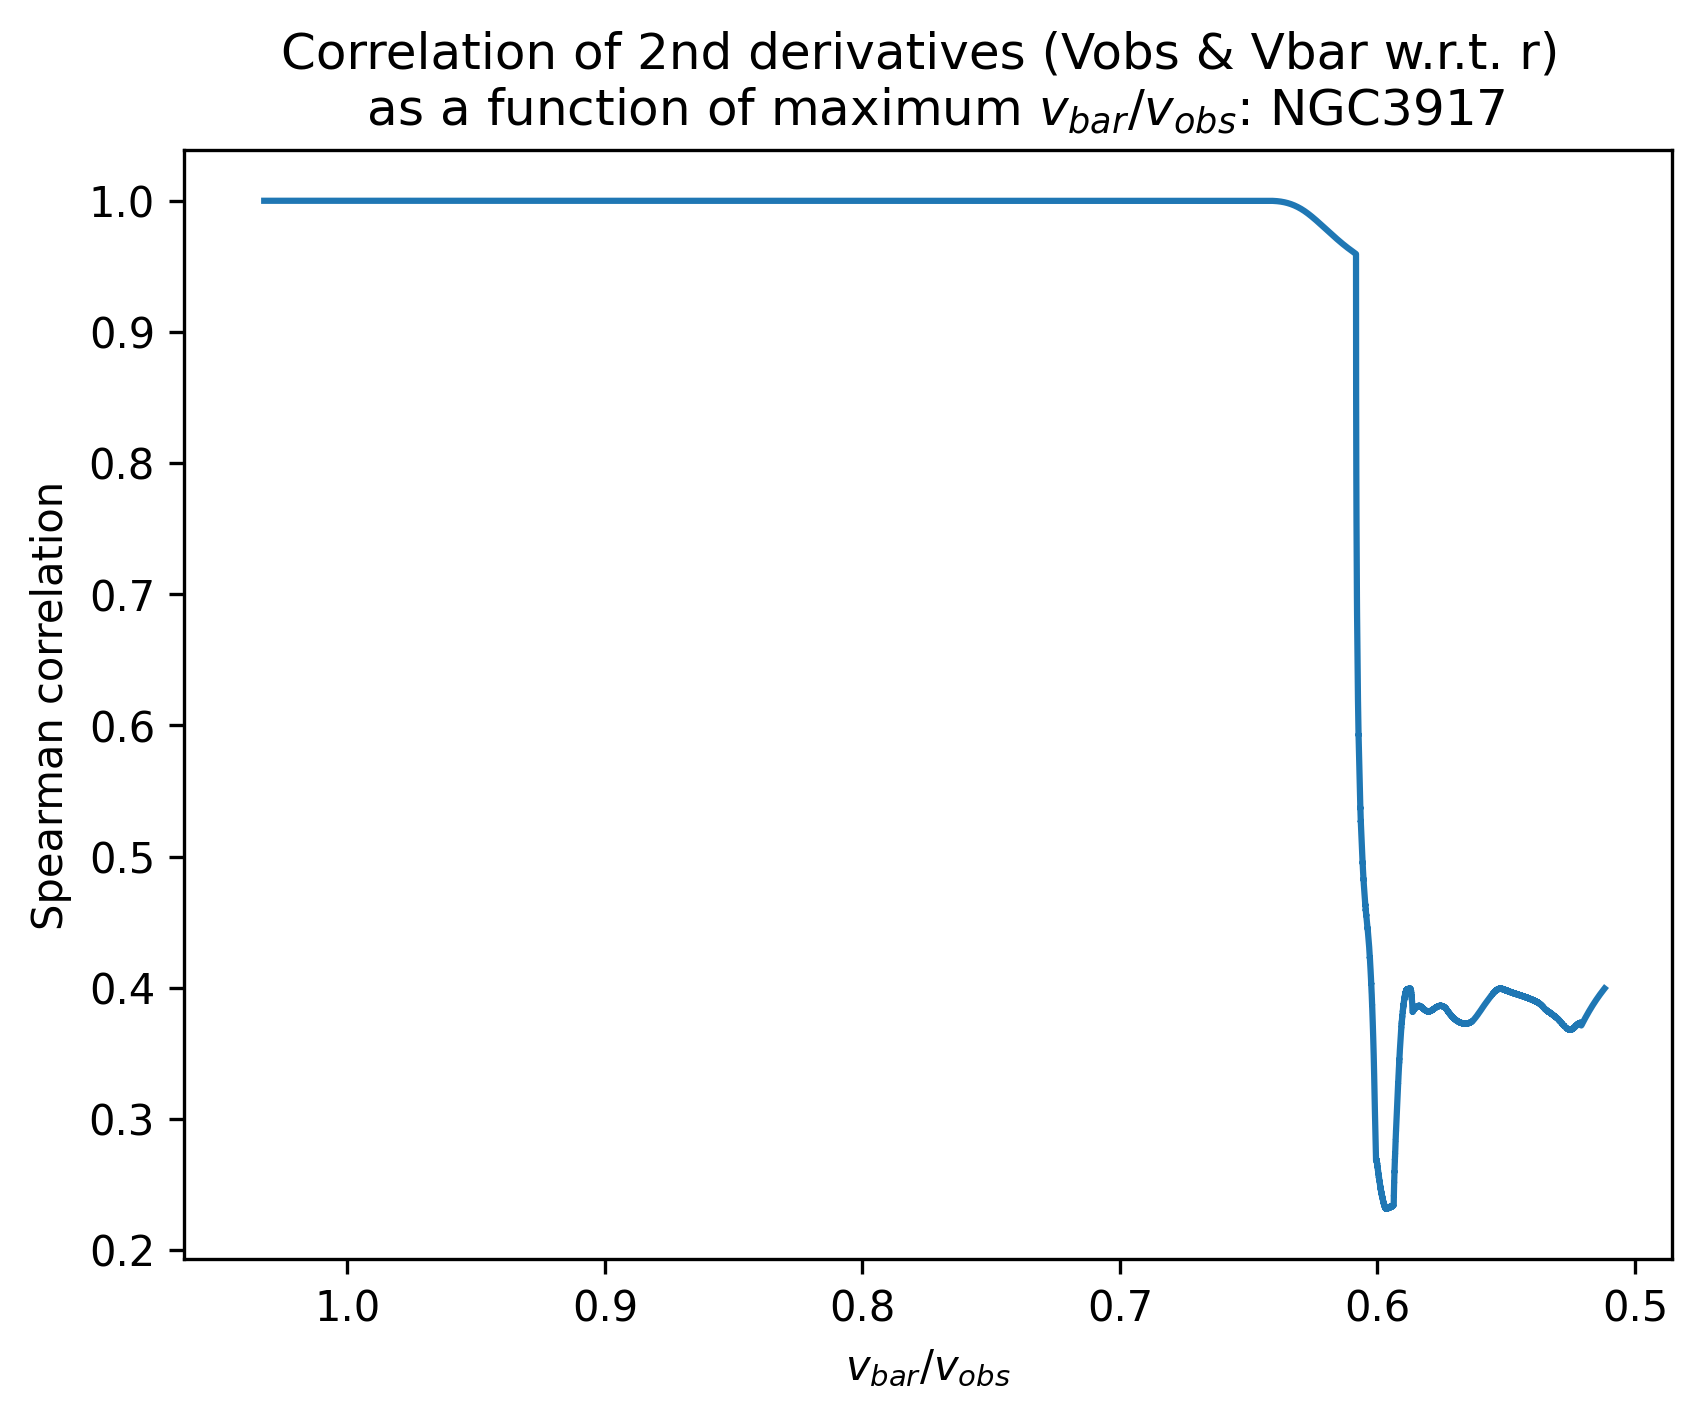 Correlation of 2nd derivatives (Vobs & Vbar w.r.t. r)
as a function of maximum v_bar/v_obs: NGC3917
1.0
0.9
0.8
0.7
0.6
0.5
0.4
0.3
0.2
Spearman correlation
1.0 0.9 0.8 0.7 0.6 0.5
v_bar/v_obs